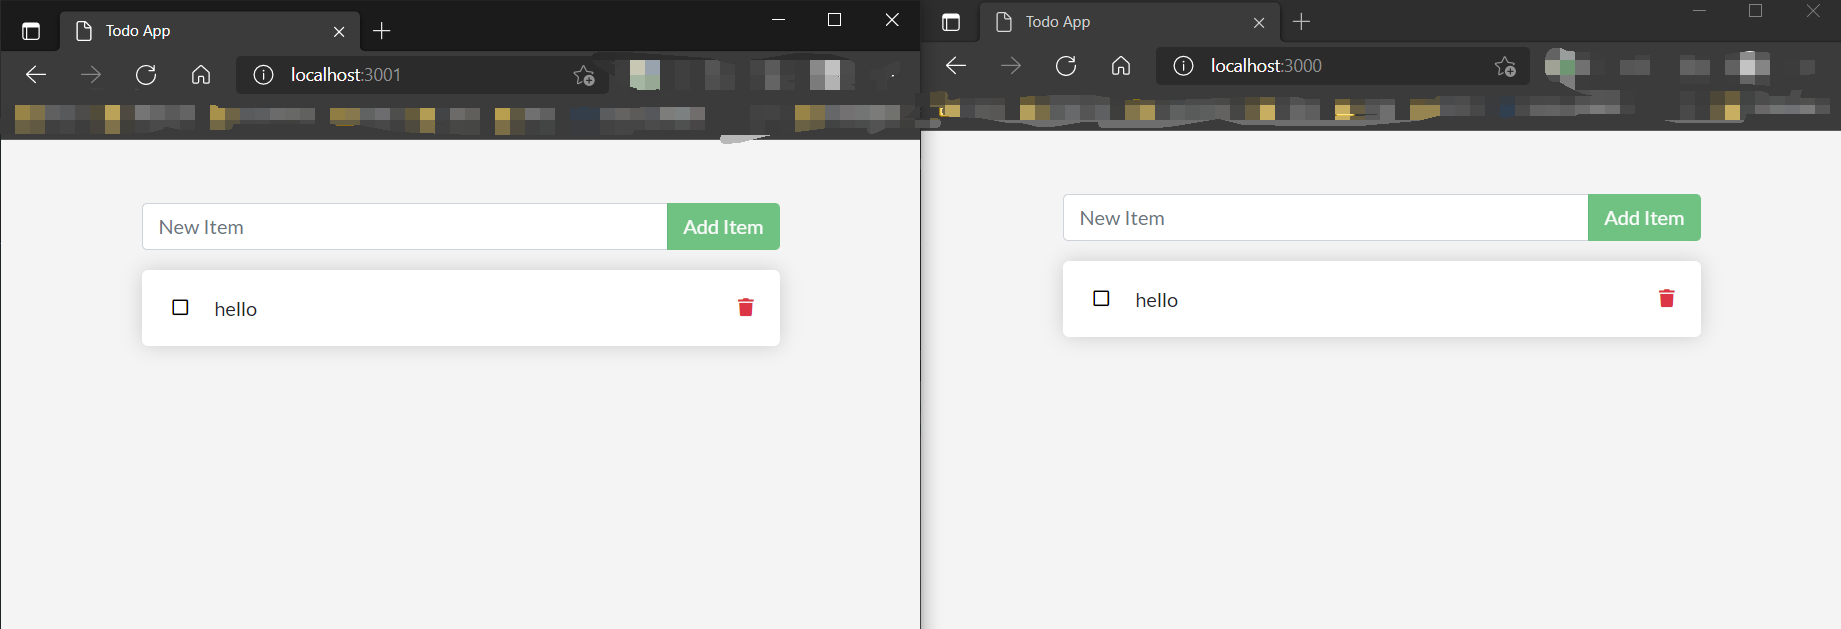 Todo App
localhost:3001
New Item
Add Item
hello
Todo App
localhost:3000
New Item
Add Item
hello